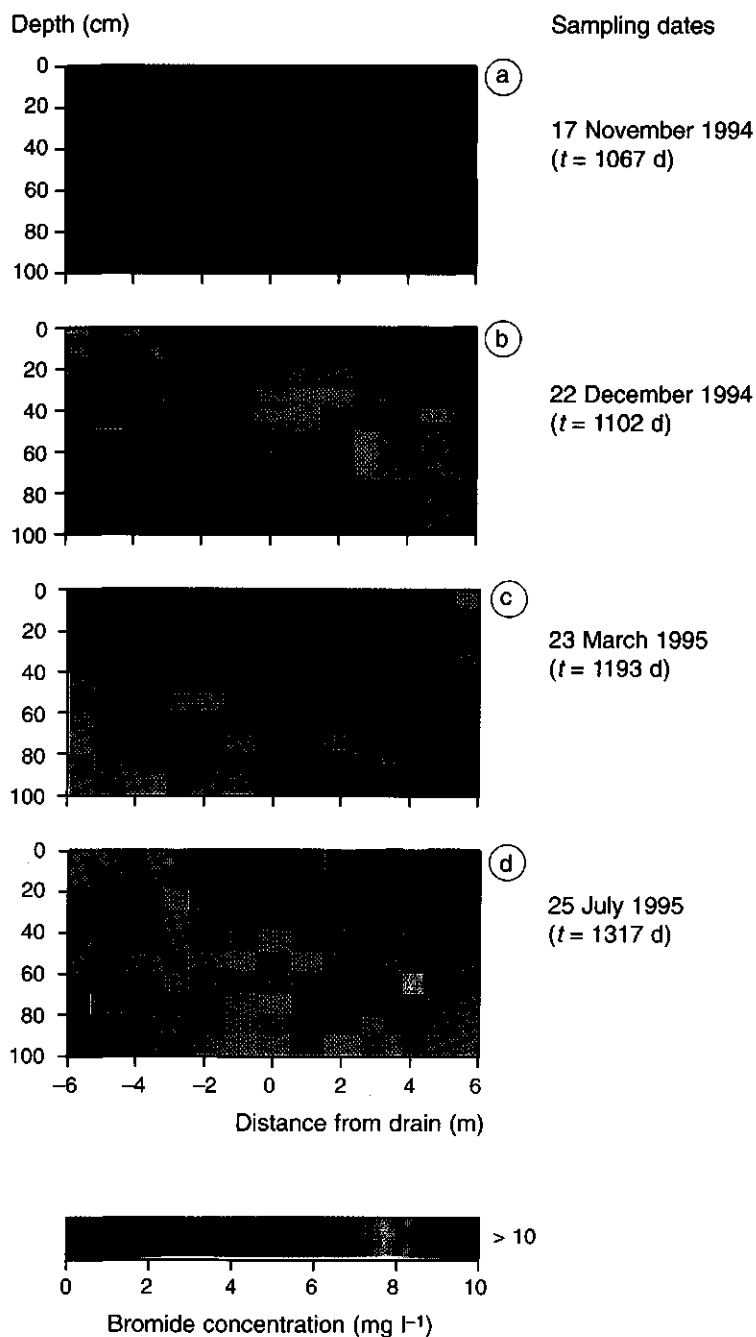 Depth (cm)
Sampling dates
0
20
40
60
80
100
a
17 November 1994
(t = 1067 d)
0
20
40
60
80
100
b
22 December 1994
(t = 1102 d)
0
20
40
60
80
100
c
23 March 1995
(t = 1193 d)
0
20
40
60
80
100
d
25 July 1995
(t = 1317 d)
–6 –4 –2 0 2 4 6
Distance from drain (m)
> 10
0 2 4 6 8 10
Bromide concentration (mg l–1)